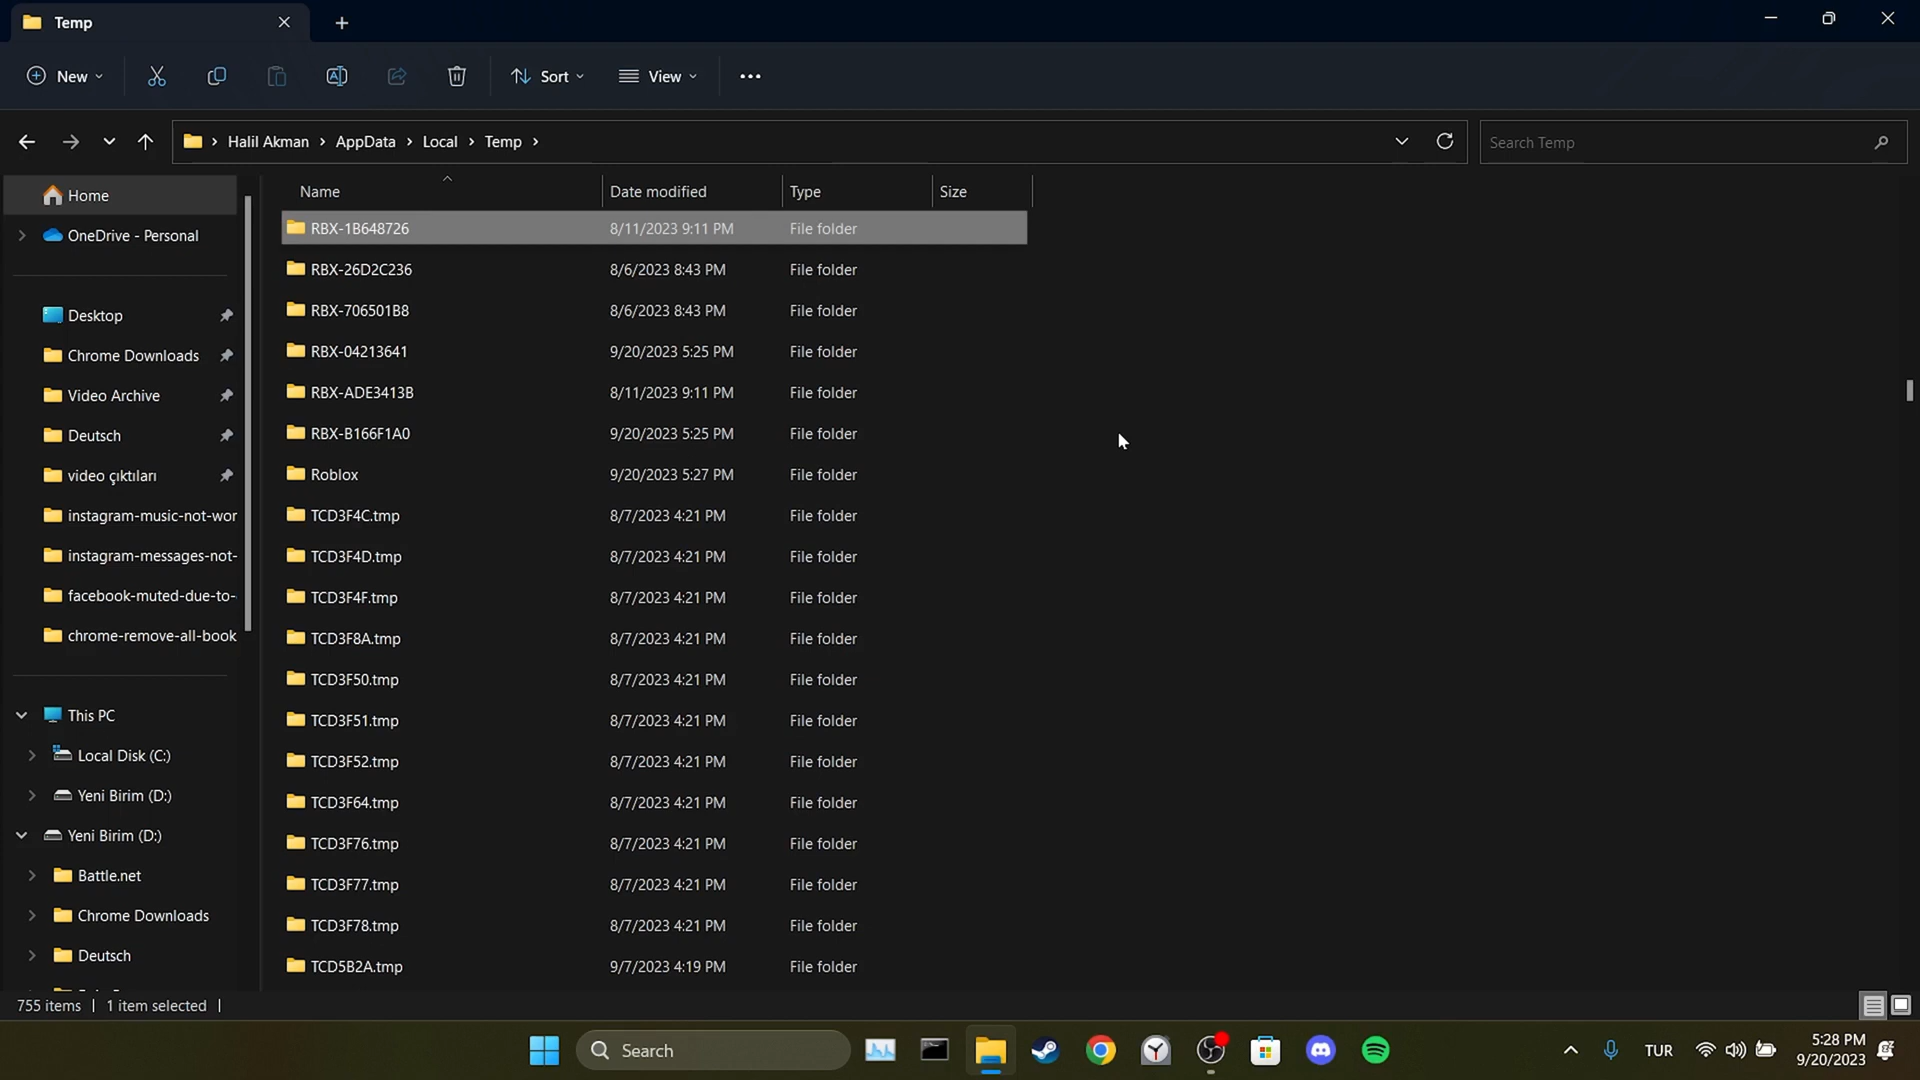 Temp
New
Sort
View
Halil Akman
AppData
Local
Temp
Search Temp
Name
Date modified
Type
Size
Home
OneDrive - Personal
Desktop
Chrome Downloads
Video Archive
Deutsch
video çıktıları
instagram-music-not-wor
instagram-messages-not-
facebook-muted-due-to-
chrome-remove-all-book
This PC
Local Disk (C:)
Yeni Birim (D:)
Yeni Birim (D:)
Battle.net
Chrome Downloads
Deutsch
RBX-1B648726 8/11/2023 9:11 PM File folder
RBX-26D2C236 8/6/2023 8:43 PM File folder
RBX-706501B8 8/6/2023 8:43 PM File folder
RBX-04213641 9/20/2023 5:25 PM File folder
RBX-ADE3413B 8/11/2023 9:11 PM File folder
RBX-B166F1A0 9/20/2023 5:25 PM File folder
Roblox 9/20/2023 5:27 PM File folder
TCD3F4C.tmp 8/7/2023 4:21 PM File folder
TCD3F4D.tmp 8/7/2023 4:21 PM File folder
TCD3F4F.tmp 8/7/2023 4:21 PM File folder
TCD3F8A.tmp 8/7/2023 4:21 PM File folder
TCD3F50.tmp 8/7/2023 4:21 PM File folder
TCD3F51.tmp 8/7/2023 4:21 PM File folder
TCD3F52.tmp 8/7/2023 4:21 PM File folder
TCD3F64.tmp 8/7/2023 4:21 PM File folder
TCD3F76.tmp 8/7/2023 4:21 PM File folder
TCD3F77.tmp 8/7/2023 4:21 PM File folder
TCD3F78.tmp 8/7/2023 4:21 PM File folder
TCD5B2A.tmp 9/7/2023 4:19 PM File folder
755 items
1 item selected
Search
TUR
5:28 PM
9/20/2023